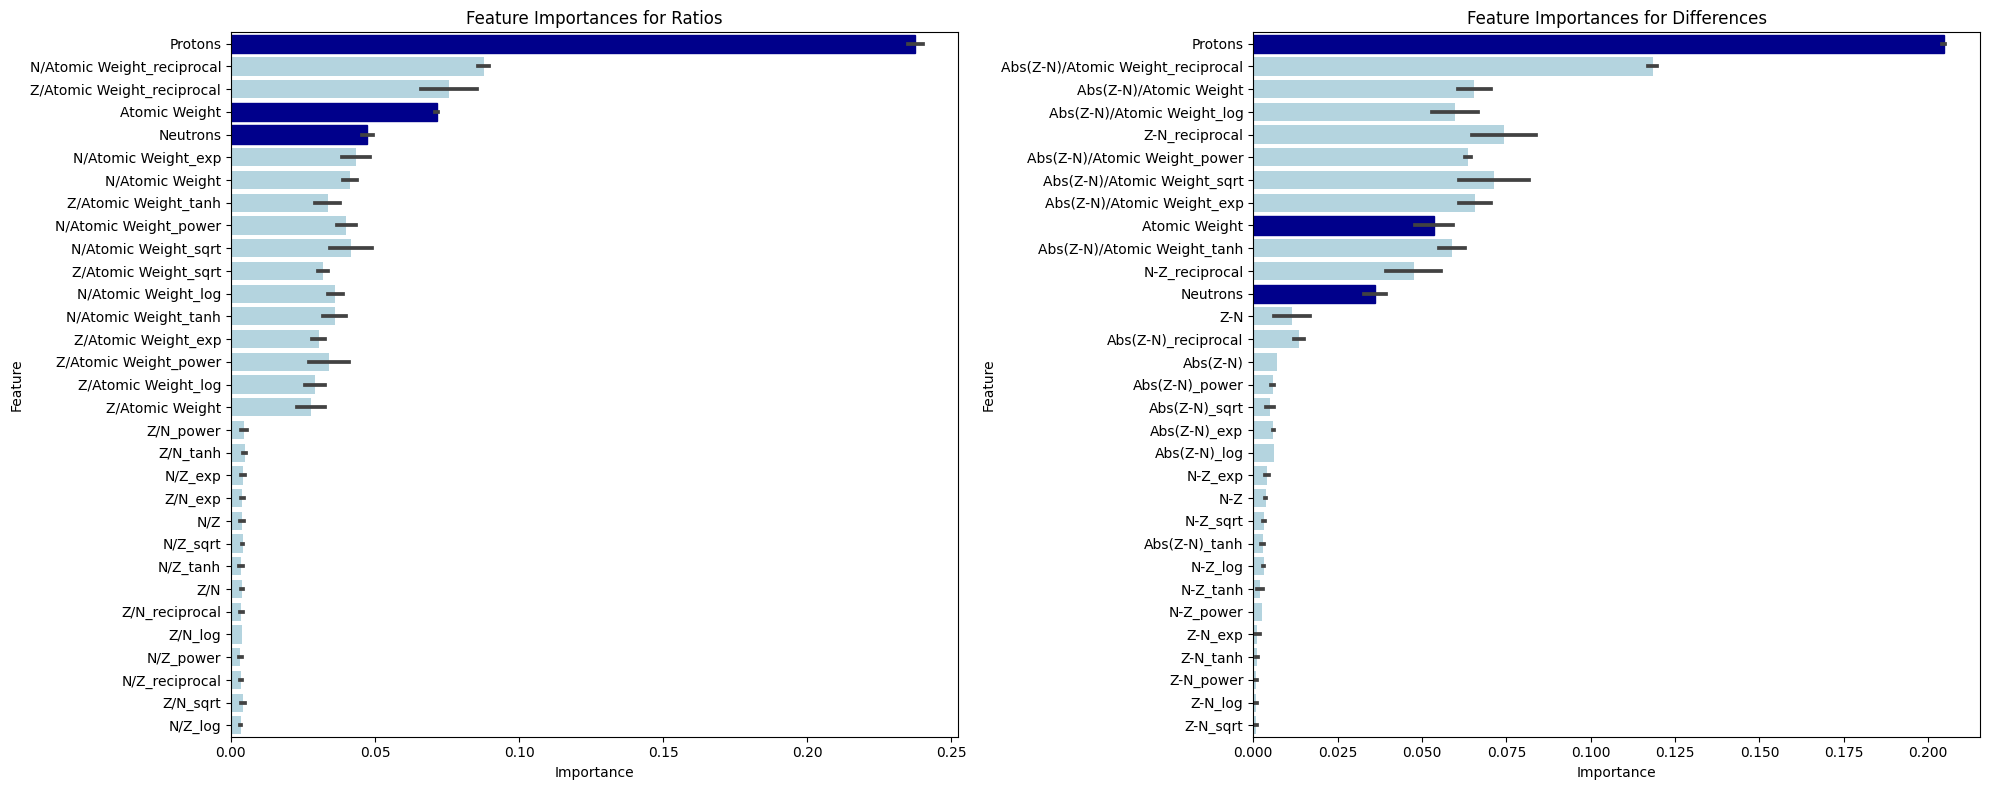 Feature Importances for Ratios
Feature
Protons
N/Atomic Weight_reciprocal
Z/Atomic Weight_reciprocal
Atomic Weight
Neutrons
N/Atomic Weight_exp
N/Atomic Weight
Z/Atomic Weight_tanh
N/Atomic Weight_power
N/Atomic Weight_sqrt
Z/Atomic Weight_sqrt
N/Atomic Weight_log
N/Atomic Weight_tanh
Z/Atomic Weight_exp
Z/Atomic Weight_power
Z/Atomic Weight_log
Z/Atomic Weight
Z/N_power
Z/N_tanh
N/Z_exp
Z/N_exp
N/Z
N/Z_sqrt
N/Z_tanh
Z/N
Z/N_reciprocal
Z/N_log
N/Z_power
N/Z_reciprocal
Z/N_sqrt
N/Z_log
0.00 0.05 0.10 0.15 0.20 0.25
Importance
Feature Importances for Differences
Feature
Protons
Abs(Z-N)/Atomic Weight_reciprocal
Abs(Z-N)/Atomic Weight
Abs(Z-N)/Atomic Weight_log
Z-N_reciprocal
Abs(Z-N)/Atomic Weight_power
Abs(Z-N)/Atomic Weight_sqrt
Abs(Z-N)/Atomic Weight_exp
Atomic Weight
Abs(Z-N)/Atomic Weight_tanh
N-Z_reciprocal
Neutrons
Z-N
Abs(Z-N)_reciprocal
Abs(Z-N)
Abs(Z-N)_power
Abs(Z-N)_sqrt
Abs(Z-N)_exp
Abs(Z-N)_log
N-Z_exp
N-Z
N-Z_sqrt
Abs(Z-N)_tanh
N-Z_log
N-Z_tanh
N-Z_power
Z-N_exp
Z-N_tanh
Z-N_power
Z-N_log
Z-N_sqrt
0.000 0.025 0.050 0.075 0.100 0.125 0.150 0.175 0.200
Importance